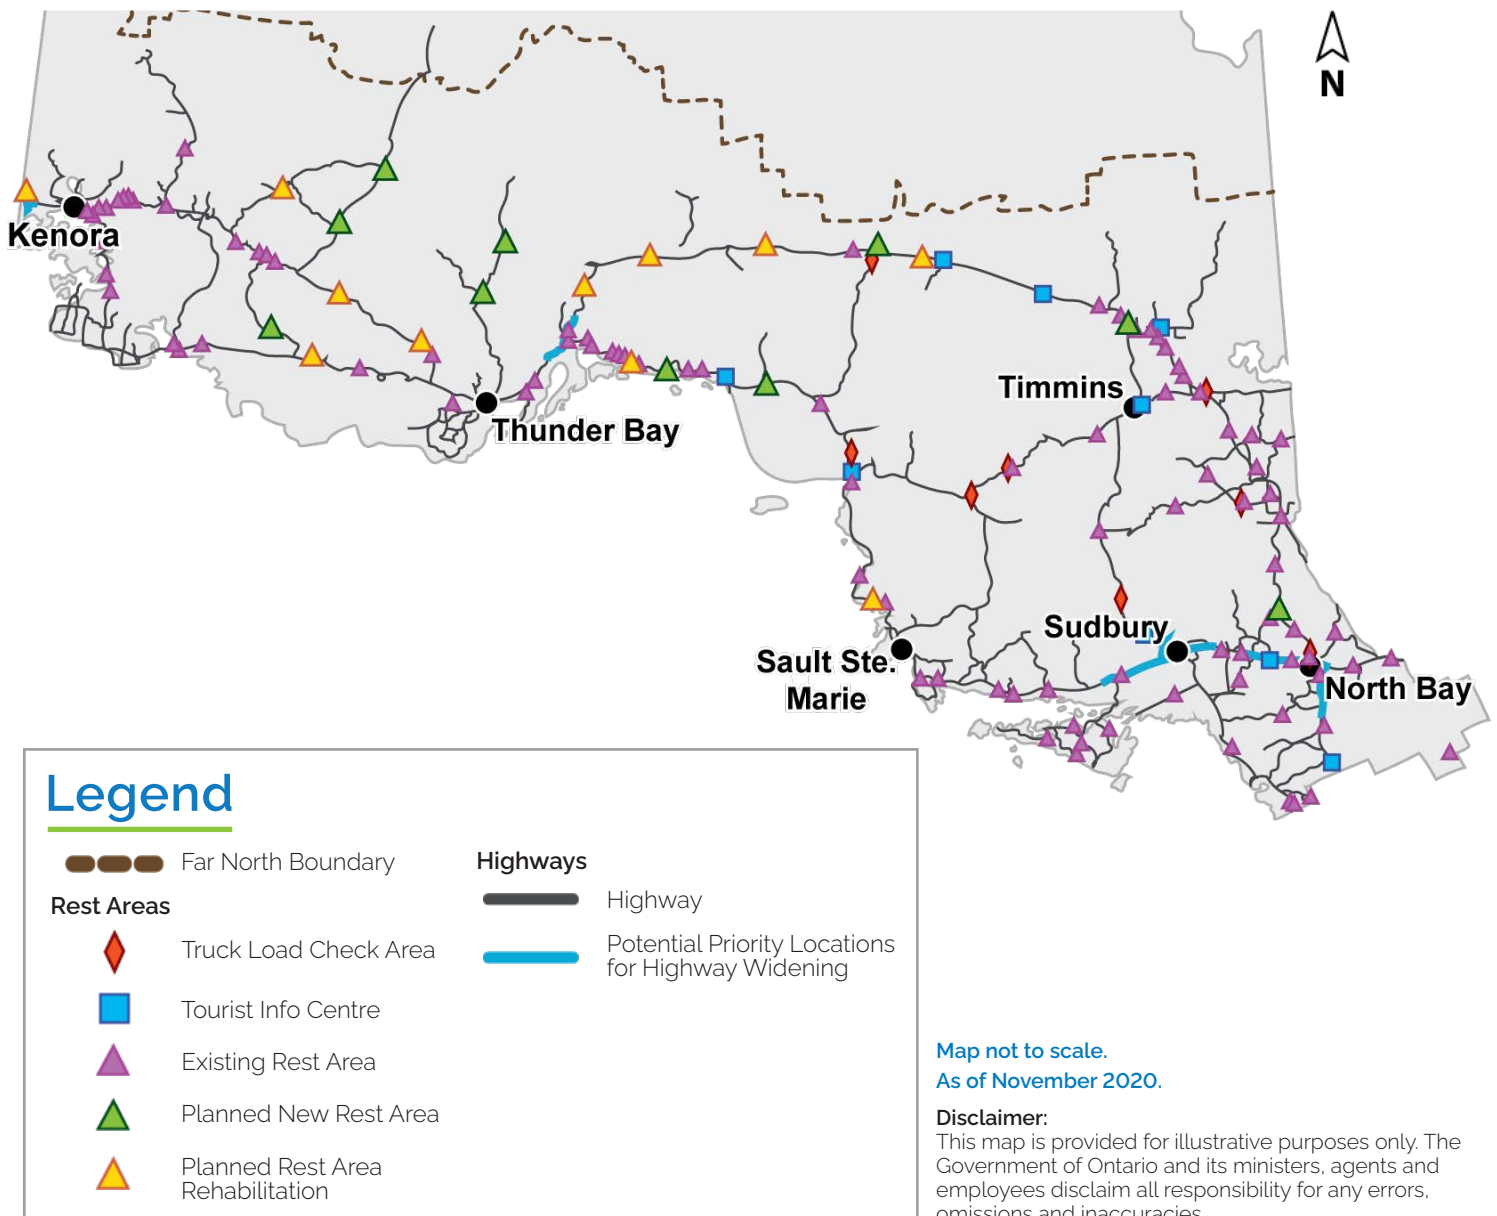 N
Kenora
Thunder Bay
Timmins
Sudbury
Sault Ste.
Marie
North Bay
Legend
Far North Boundary
Rest Areas
Truck Load Check Area
Tourist Info Centre
Existing Rest Area
Planned New Rest Area
Planned Rest Area
Rehabilitation
Highways
Highway
Potential Priority Locations
for Highway Widening
Map not to scale.
As of November 2020.
Disclaimer:
This map is provided for illustrative purposes only. The
Government of Ontario and its ministers, agents and
employees disclaim all responsibility for any errors,
omissions and inaccuracies